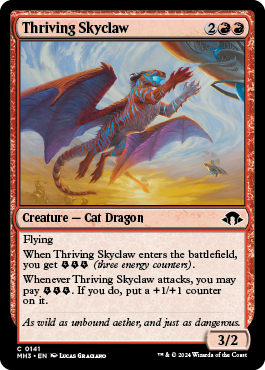 Thriving Skyclaw 2
Creature — Cat Dragon
Flying
When Thriving Skyclaw enters the battlefield,
you get (three energy counters).
Whenever Thriving Skyclaw attacks, you may
pay . If you do, put a +1/+1 counter
on it.
As wild as unbound aether, and just as dangerous.
3/2
C 0141
MH3 • EN Lucas Graciano
™ & © 2024 Wizards of the Coast